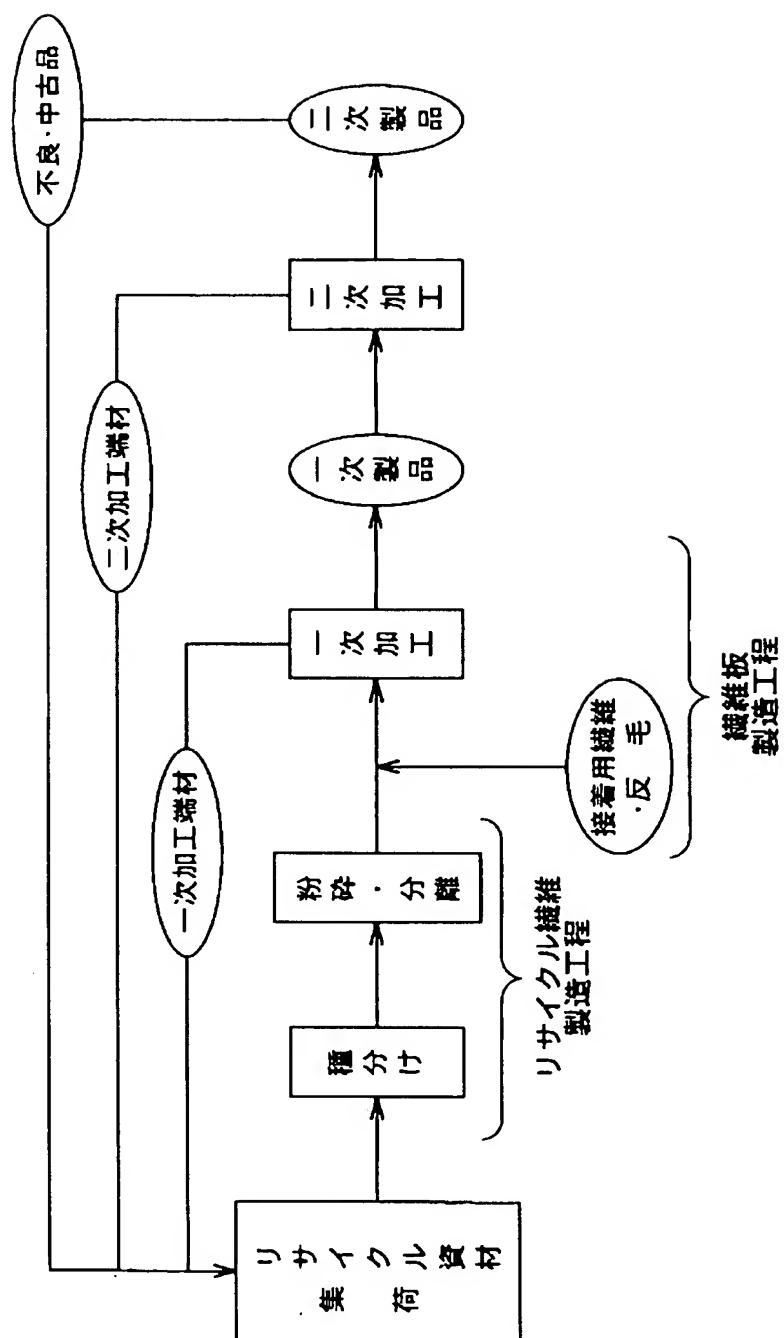 不良・中古品
二次加工端材
一次加工端材
リサイクル資材
集荷
種分け
粉砕・分離
一次加工
一次製品
二次加工
二次製品
接着用繊維
・反毛
リサイクル繊維
製造工程
繊維板
製造工程